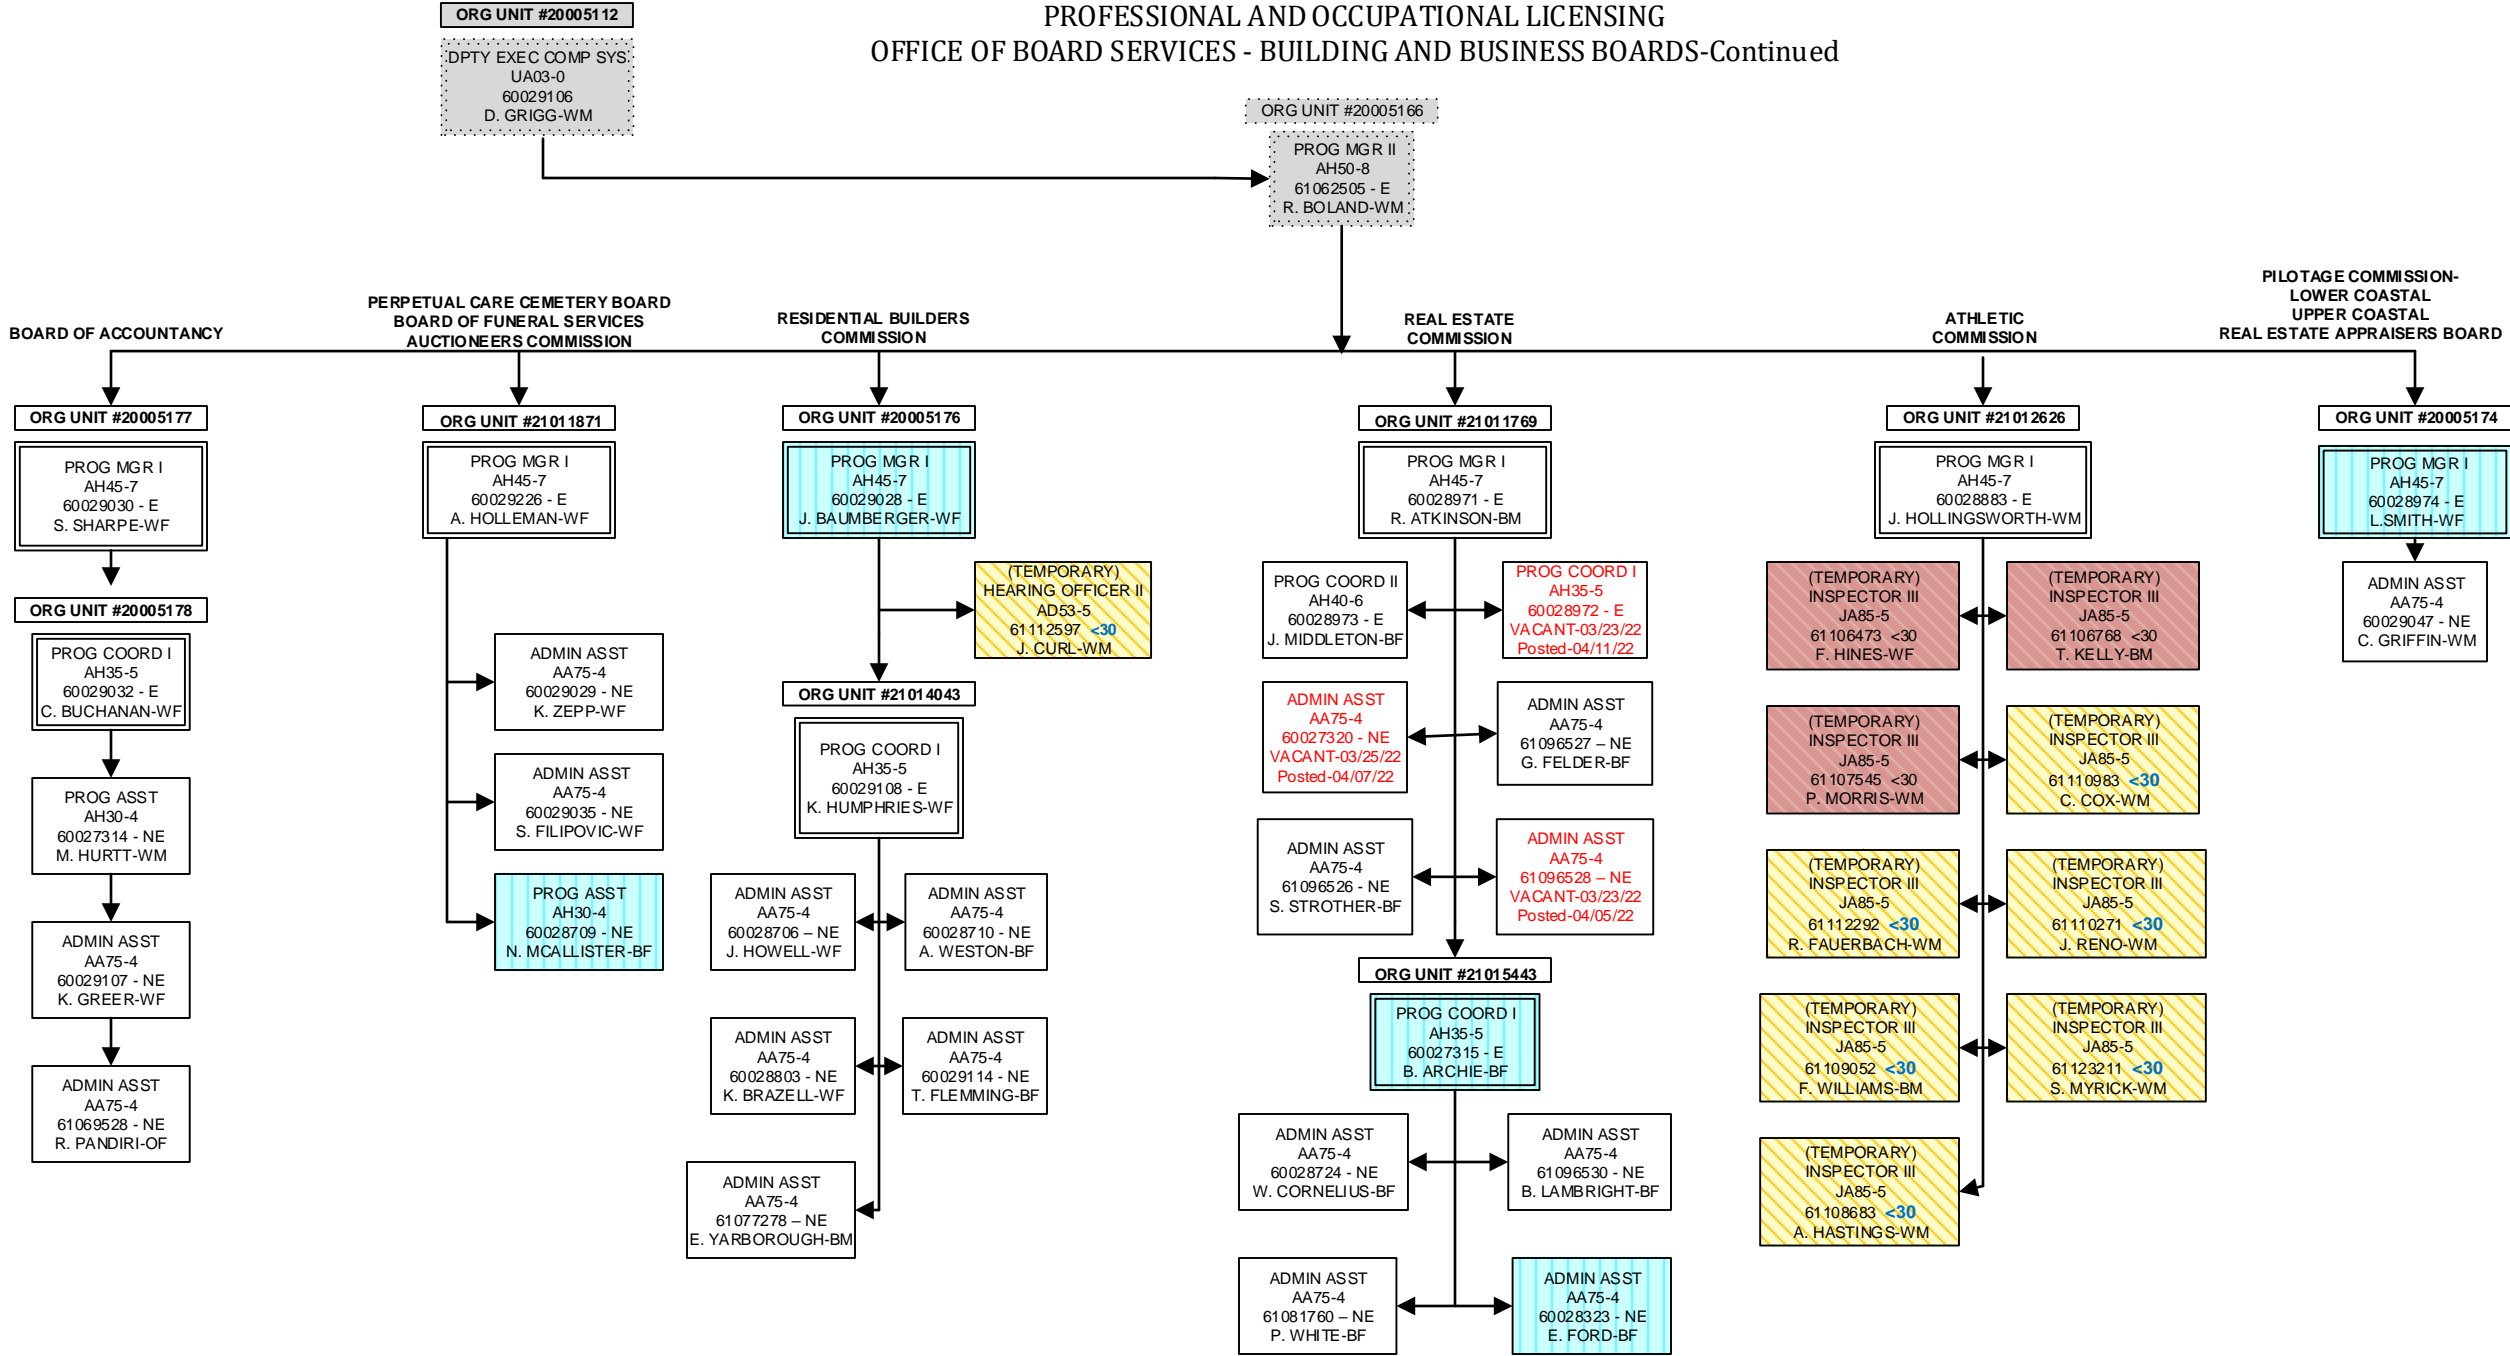 ORG UNIT #20005112
PROFESSIONAL AND OCCUPATIONAL LICENSING
OFFICE OF BOARD SERVICES - BUILDING AND BUSINESS BOARDS-Continued
DPTY EXEC COMP SYS
UA03-0
60029106
D. GRIGG-WM
ORG UNIT #20005166
PROG MGR II
AH50-8
61062505 - E
R. BOLAND-WM
BOARD OF ACCOUNTANCY
ORG UNIT #20005177
PROG MGR I
AH45-7
60029030 - E
S. SHARPE-WF
ORG UNIT #20005178
PROG COORD I
AH35-5
60029032 - E
C. BUCHANAN-WF
PROG ASST
AH30-4
60027314 - NE
M. HURTT-WM
ADMIN ASST
AA75-4
60029107 - NE
K. GREER-WF
ADMIN ASST
AA75-4
61069528 - NE
R. PANDIRI-OF
PERPETUAL CARE CEMETERY BOARD
BOARD OF FUNERAL SERVICES
AUCTIONEERS COMMISSION
ORG UNIT #21011871
PROG MGR I
AH45-7
60029226 - E
A. HOLLEMAN-WF
ADMIN ASST
AA75-4
60029029 - NE
K. ZEPP-WF
ADMIN ASST
AA75-4
60029035 - NE
S. FILIPOVIC-WF
PROG ASST
AH30-4
60028709 - NE
N. MCALLISTER-BF
RESIDENTIAL BUILDERS
COMMISSION
ORG UNIT #20005176
PROG MGR I
AH45-7
60029028 - E
J. BAUMBERGER-WF
(TEMPORARY)
HEARING OFFICER II
AD53-5
61112597 <30
J. CURL-WM
ORG UNIT #21014043
PROG COORD I
AH35-5
60029108 - E
K. HUMPHRIES-WF
ADMIN ASST
AA75-4
60028706 – NE
J. HOWELL-WF
ADMIN ASST
AA75-4
60028710 - NE
A. WESTON-BF
ADMIN ASST
AA75-4
60028803 - NE
K. BRAZELL-WF
ADMIN ASST
AA75-4
60029114 - NE
T. FLEMMING-BF
ADMIN ASST
AA75-4
61077278 – NE
E. YARBOROUGH-BM
REAL ESTATE
COMMISSION
ORG UNIT #21011769
PROG MGR I
AH45-7
60028971 - E
R. ATKINSON-BM
PROG COORD II
AH40-6
60028973 - E
J. MIDDLETON-BF
PROG COORD I
AH35-5
60028972 - E
VACANT-03/23/22
Posted-04/11/22
ADMIN ASST
AA75-4
60027320 - NE
VACANT-03/25/22
Posted-04/07/22
ADMIN ASST
AA75-4
61096527 – NE
G. FELDER-BF
ADMIN ASST
AA75-4
61096526 - NE
S. STROTHER-BF
ADMIN ASST
AA75-4
61096528 – NE
VACANT-03/23/22
Posted-04/05/22
ORG UNIT #21015443
PROG COORD I
AH35-5
60027315 - E
B. ARCHIE-BF
ADMIN ASST
AA75-4
60028724 - NE
W. CORNELIUS-BF
ADMIN ASST
AA75-4
61096530 - NE
B. LAMBRIGHT-BF
ADMIN ASST
AA75-4
61081760 – NE
P. WHITE-BF
ADMIN ASST
AA75-4
60028323 - NE
E. FORD-BF
ATHLETIC
COMMISSION
ORG UNIT #21012626
PROG MGR I
AH45-7
60028883 - E
J. HOLLINGSWORTH-WM
(TEMPORARY)
INSPECTOR III
JA85-5
61106473 <30
F. HINES-WF
(TEMPORARY)
INSPECTOR III
JA85-5
61106768 <30
T. KELLY-BM
(TEMPORARY)
INSPECTOR III
JA85-5
61107545 <30
P. MORRIS-WM
(TEMPORARY)
INSPECTOR III
JA85-5
61110983 <30
C. COX-WM
(TEMPORARY)
INSPECTOR III
JA85-5
61112292 <30
R. FAUERBACH-WM
(TEMPORARY)
INSPECTOR III
JA85-5
61110271 <30
J. RENO-WM
(TEMPORARY)
INSPECTOR III
JA85-5
61109052 <30
F. WILLIAMS-BM
(TEMPORARY)
INSPECTOR III
JA85-5
61123211 <30
S. MYRICK-WM
(TEMPORARY)
INSPECTOR III
JA85-5
61108683 <30
A. HASTINGS-WM
PILOTAGE COMMISSION-
LOWER COASTAL
UPPER COASTAL
REAL ESTATE APPRAISERS BOARD
ORG UNIT #20005174
PROG MGR I
AH45-7
60028974 - E
L.SMITH-WF
ADMIN ASST
AA75-4
60029047 - NE
C. GRIFFIN-WM